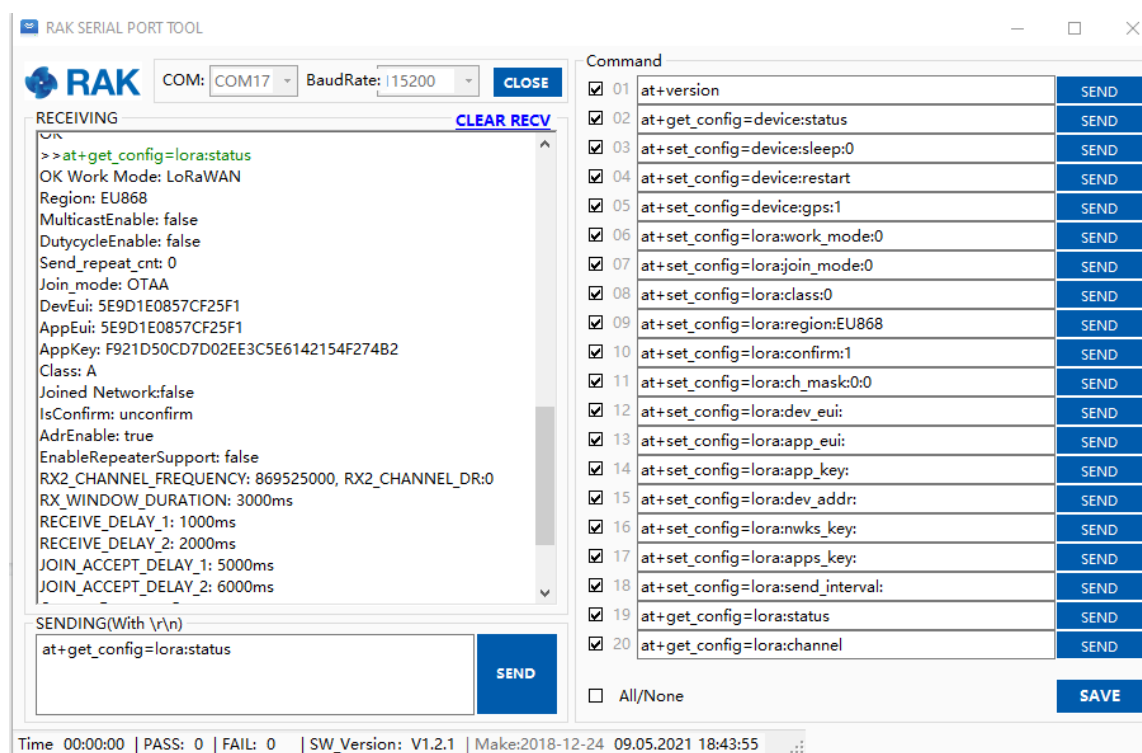 RAK SERIAL PORT TOOL
RAK
COM: COM17 BaudRate: 115200 CLOSE
RECEIVING CLEAR RECV
OK
>>at+get_config=lora:status
OK Work Mode: LoRaWAN
Region: EU868
MulticastEnable: false
DutycycleEnable: false
Send_repeat_cnt: 0
Join_mode: OTAA
DevEui: 5E9D1E0857CF25F1
AppEui: 5E9D1E0857CF25F1
AppKey: F921D50CD7D02EE3C5E6142154F274B2
Class: A
Joined Network:false
IsConfirm: unconfirm
AdrEnable: true
EnableRepeaterSupport: false
RX2_CHANNEL_FREQUENCY: 869525000, RX2_CHANNEL_DR:0
RX_WINDOW_DURATION: 3000ms
RECEIVE_DELAY_1: 1000ms
RECEIVE_DELAY_2: 2000ms
JOIN_ACCEPT_DELAY_1: 5000ms
JOIN_ACCEPT_DELAY_2: 6000ms
SENDING(With \r\n)
at+get_config=lora:status
SEND
Command
01 at+version SEND
02 at+get_config=device:status SEND
03 at+set_config=device:sleep:0 SEND
04 at+set_config=device:restart SEND
05 at+set_config=device:gps:1 SEND
06 at+set_config=lora:work_mode:0 SEND
07 at+set_config=lora:join_mode:0 SEND
08 at+set_config=lora:class:0 SEND
09 at+set_config=lora:region:EU868 SEND
10 at+set_config=lora:confirm:1 SEND
11 at+set_config=lora:ch_mask:0:0 SEND
12 at+set_config=lora:dev_eui: SEND
13 at+set_config=lora:app_eui: SEND
14 at+set_config=lora:app_key: SEND
15 at+set_config=lora:dev_addr: SEND
16 at+set_config=lora:nwks_key: SEND
17 at+set_config=lora:apps_key: SEND
18 at+set_config=lora:send_interval: SEND
19 at+get_config=lora:status SEND
20 at+get_config=lora:channel SEND
All/None SAVE
Time 00:00:00 | PASS: 0 | FAIL: 0 | SW_Version: V1.2.1 | Make:2018-12-24 09.05.2021 18:43:55